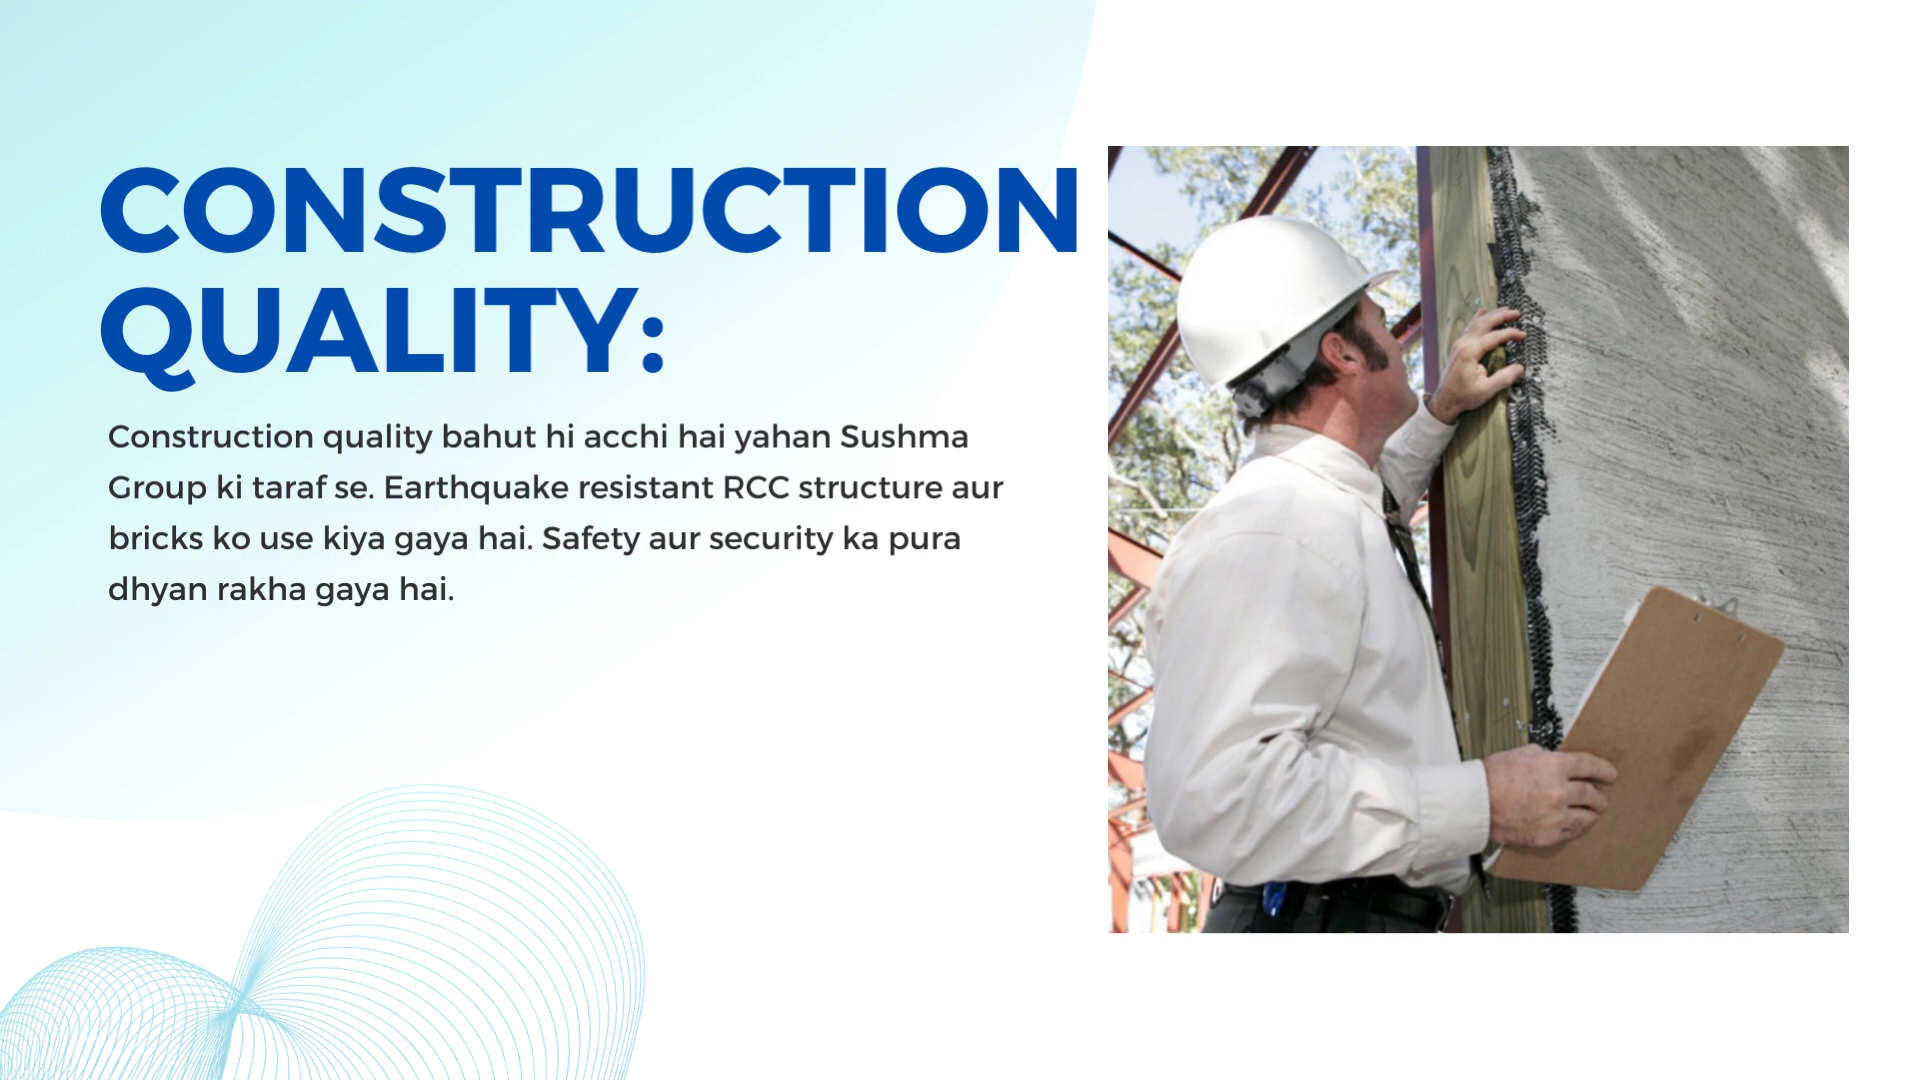 CONSTRUCTION
QUALITY:
Construction quality bahut hi acchi hai yahan Sushma
Group ki taraf se. Earthquake resistant RCC structure aur
bricks ko use kiya gaya hai. Safety aur security ka pura
dhyan rakha gaya hai.